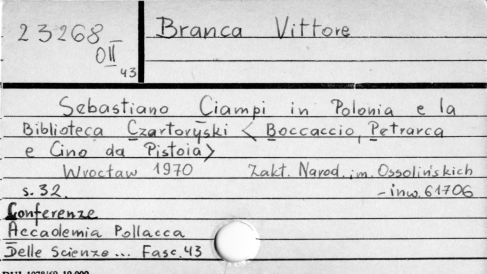 23268
OII
43
Branca Vittore
Sebastiano Ciampi in Polonia e la
Biblioteca Czartoryski <Boccaccio, Petrarca
e Cino da Pistoia>
Wrocław 1970 Zakt. Narod. im. Ossolińskich
s. 32. - inw. 61706
Conferenze
Accademia Pollacca
Delle Scienze... Fasc. 43